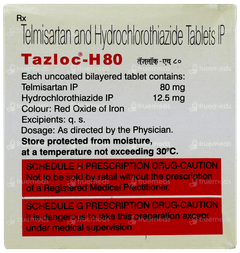 Rx
Telmisartan and Hydrochlorothiazide Tablets IP
Tazloc®-H80 तॅज़लॉक-एच ८०
Each uncoated bilayered tablet contains:
Telmisartan IP 80 mg
Hydrochlorothiazide IP 12.5 mg
Colour: Red Oxide of Iron
Excipients: q. s.
Dosage: As directed by the Physician.
Store protected from moisture,
at a temperature not exceeding 30°C.
SCHEDULE H PRESCRIPTION DRUG-CAUTION
Not to be sold by retail without the prescription
of a Registered Medical Practitioner.
SCHEDULE G PRESCRIPTION DRUG-CAUTION
It is dangerous to take this preparation except
under medical supervision.